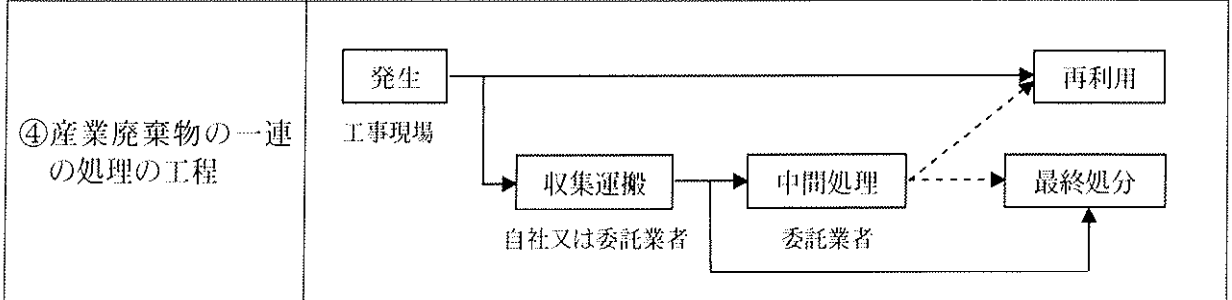 ④産業廃棄物の一連
の処理の工程
発生
再利用
工事現場
収集運搬
中間処理
最終処分
自社又は委託業者
委託業者